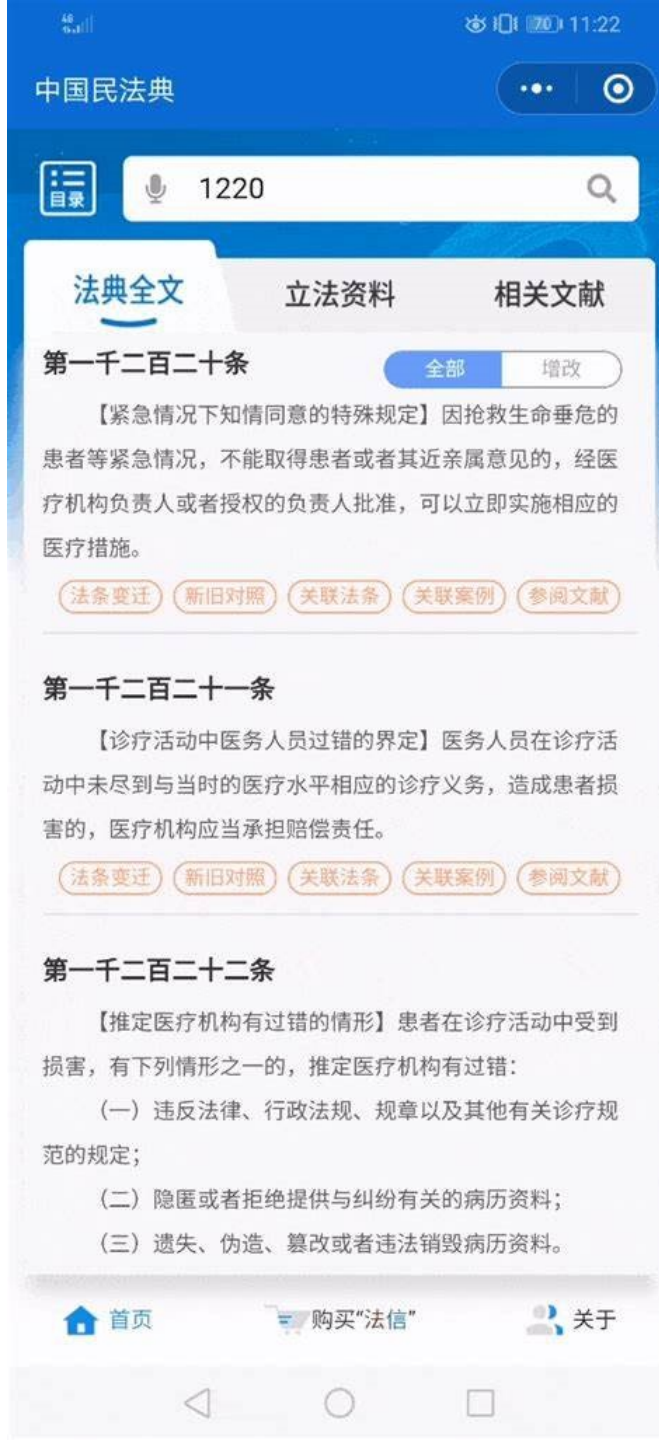 11:22
中国民法典
目录
1220
法典全文 立法资料 相关文献
第一千二百二十条 全部 增改
【紧急情况下知情同意的特殊规定】因抢救生命垂危的
患者等紧急情况，不能取得患者或者其近亲属意见的，经医
疗机构负责人或者授权的负责人批准，可以立即实施相应的
医疗措施。
法条变迁 新旧对照 关联法条 关联案例 参阅文献
第一千二百二十一条
【诊疗活动中医务人员过错的界定】医务人员在诊疗活
动中未尽到与当时的医疗水平相应的诊疗义务，造成患者损
害的，医疗机构应当承担赔偿责任。
法条变迁 新旧对照 关联法条 关联案例 参阅文献
第一千二百二十二条
【推定医疗机构有过错的情形】患者在诊疗活动中受到
损害，有下列情形之一的，推定医疗机构有过错：
（一）违反法律、行政法规、规章以及其他有关诊疗规
范的规定；
（二）隐匿或者拒绝提供与纠纷有关的病历资料；
（三）遗失、伪造、篡改或者违法销毁病历资料。
首页 购买“法信” 关于